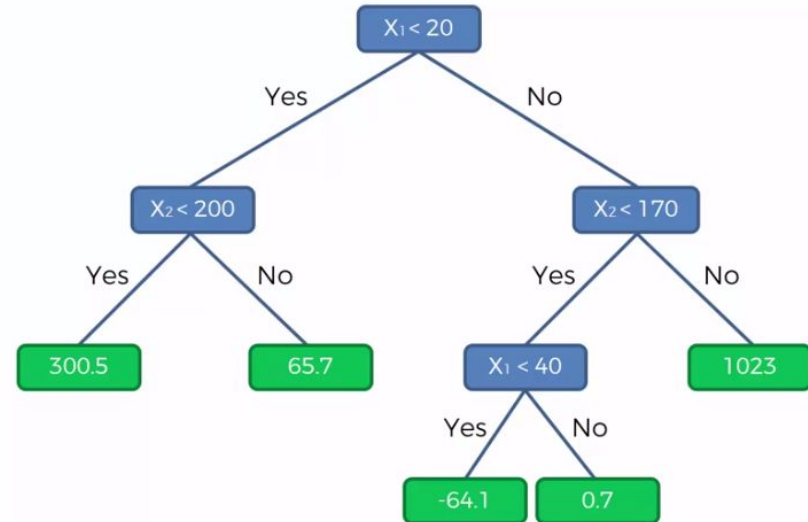 X₁ < 20
Yes
No
X₂ < 200
X₂ < 170
Yes
No
Yes
No
300.5
65.7
X₁ < 40
1023
Yes
No
-64.1
0.7